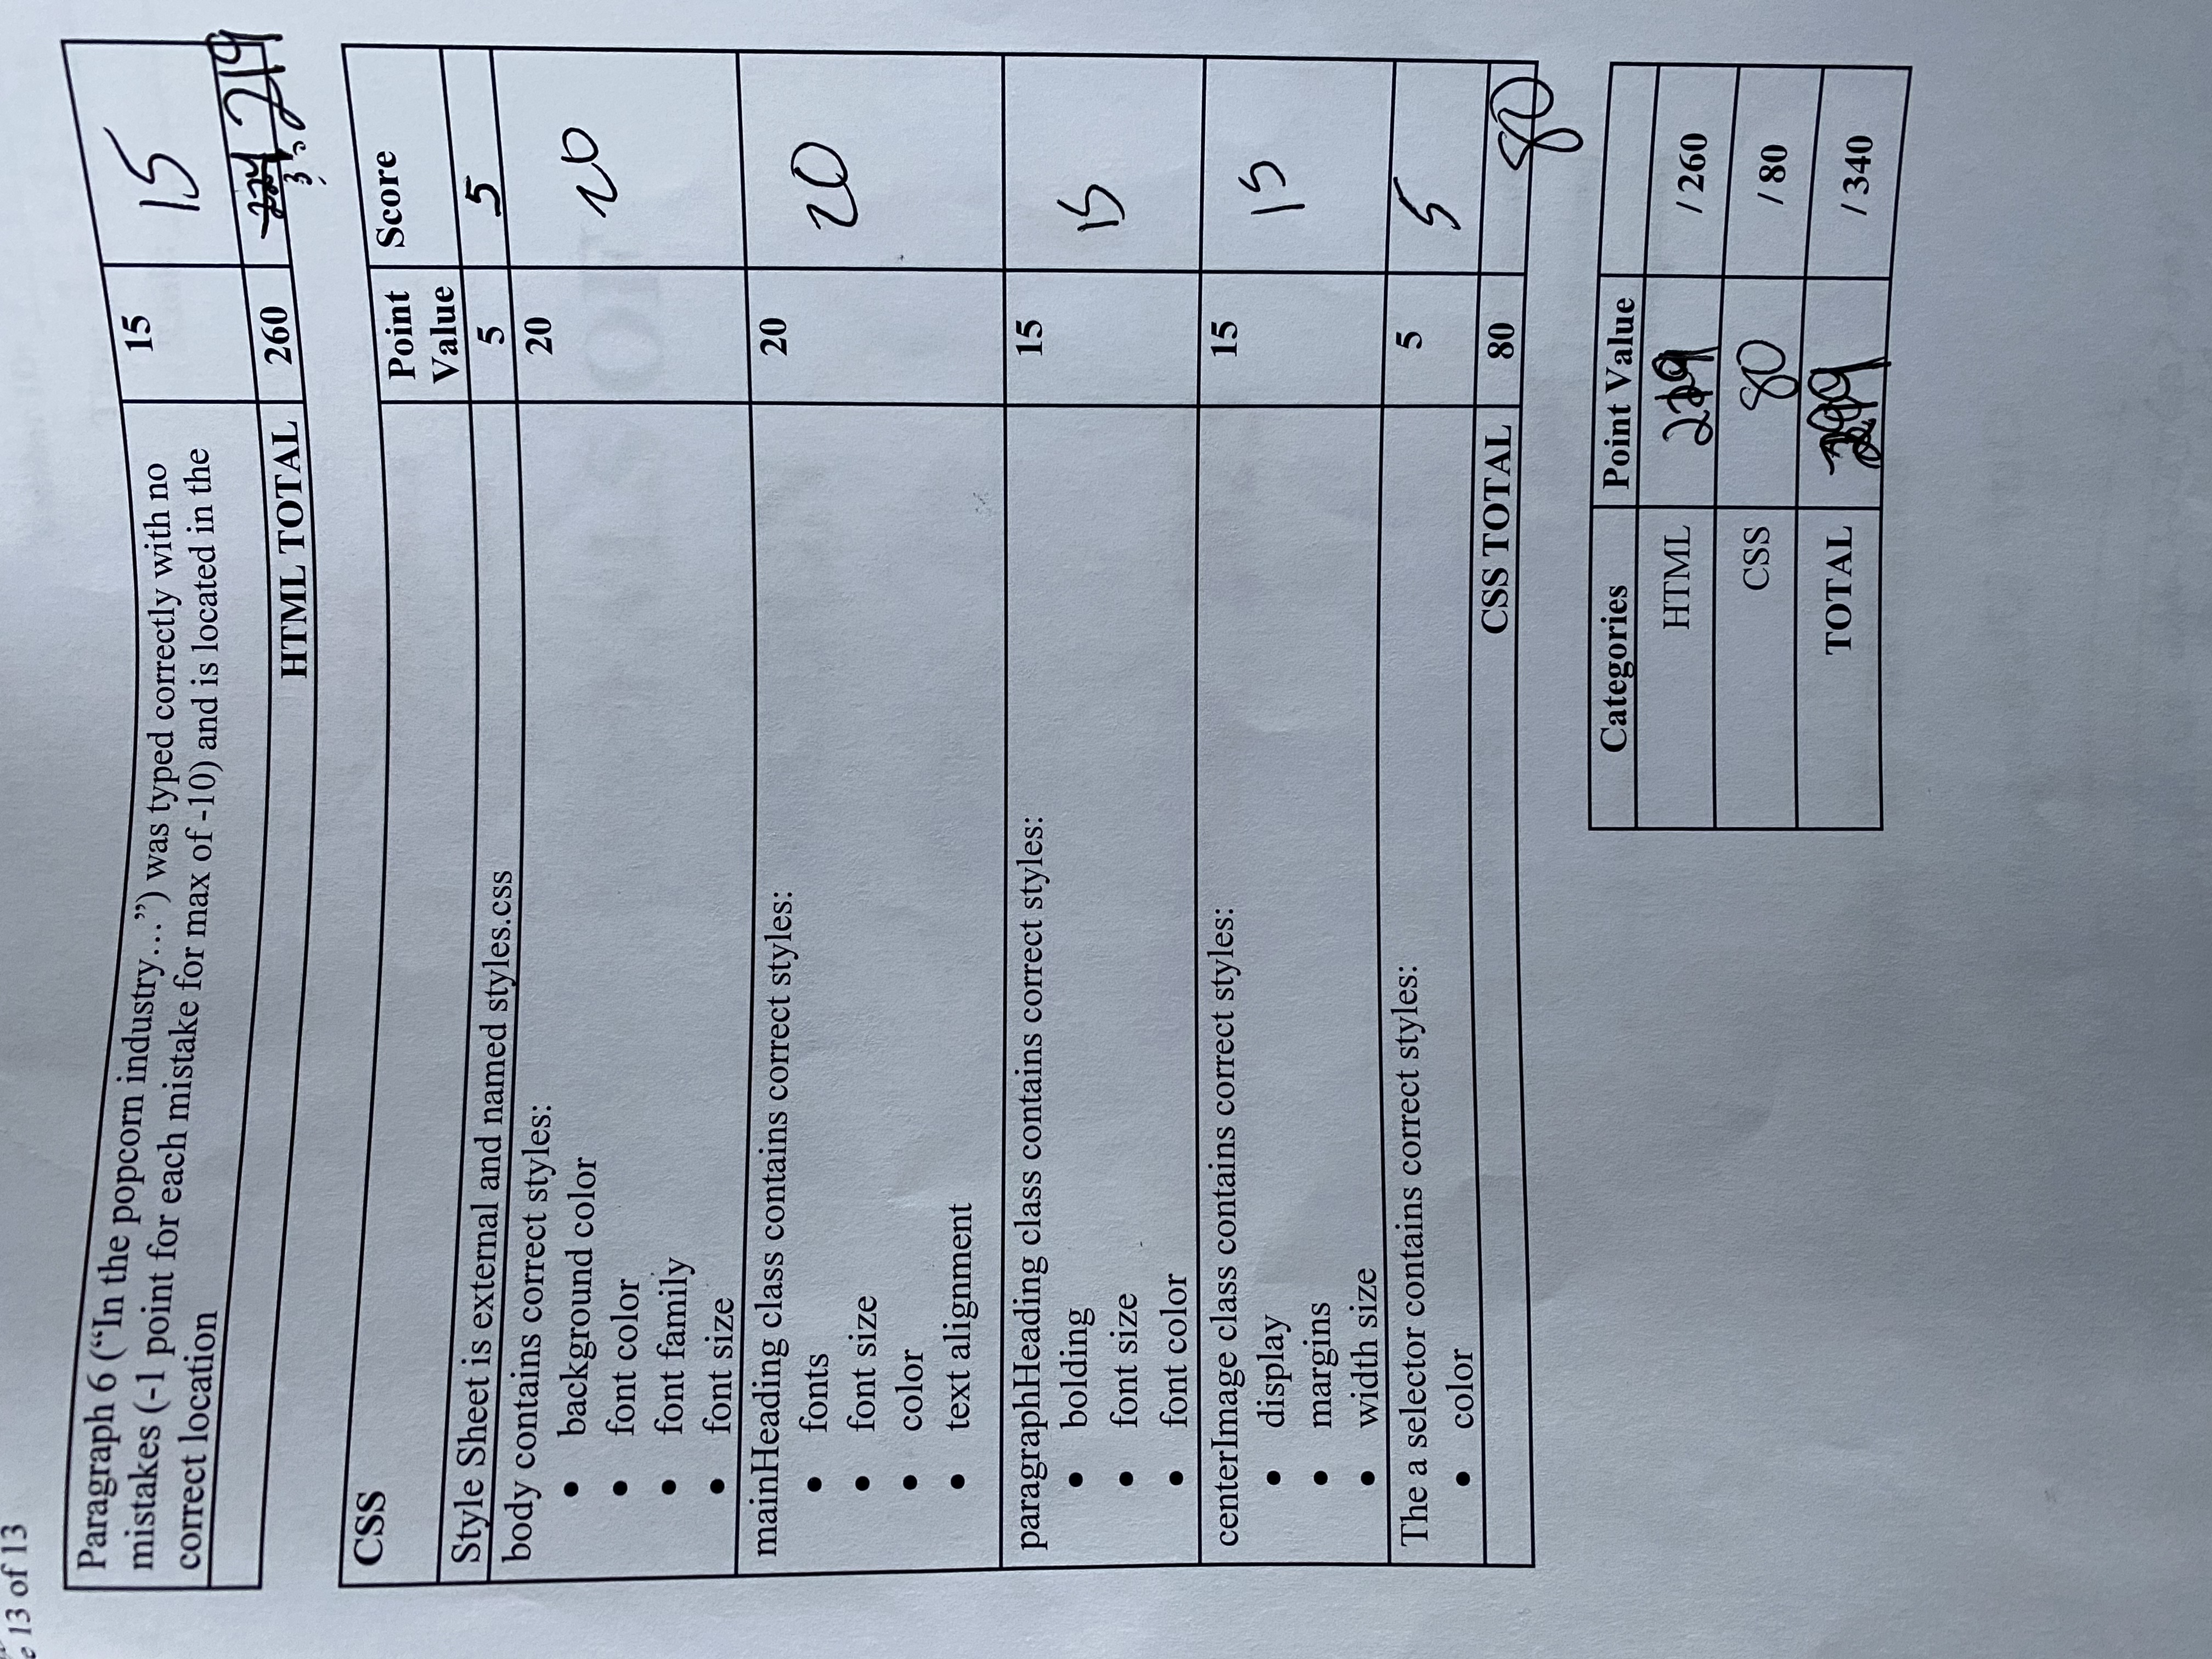 13 of 13
Paragraph 6 (“In the popcorn industry…”) was typed correctly with no
mistakes (-1 point for each mistake for max of -10) and is located in the
correct location
15
15
HTML TOTAL 260 219
CSS Point Value Score
Style Sheet is external and named styles.css 5 5
body contains correct styles: 20 20
• background color
• font color
• font family
• font size
mainHeading class contains correct styles: 20 20
• fonts
• font size
• color
• text alignment
paragraphHeading class contains correct styles: 15 15
• bolding
• font size
• font color
centerImage class contains correct styles: 15 15
• display
• margins
• width size
The a selector contains correct styles: 5 5
• color
CSS TOTAL 80 80
Categories Point Value
HTML 219 / 260
CSS 80 / 80
TOTAL 299 / 340